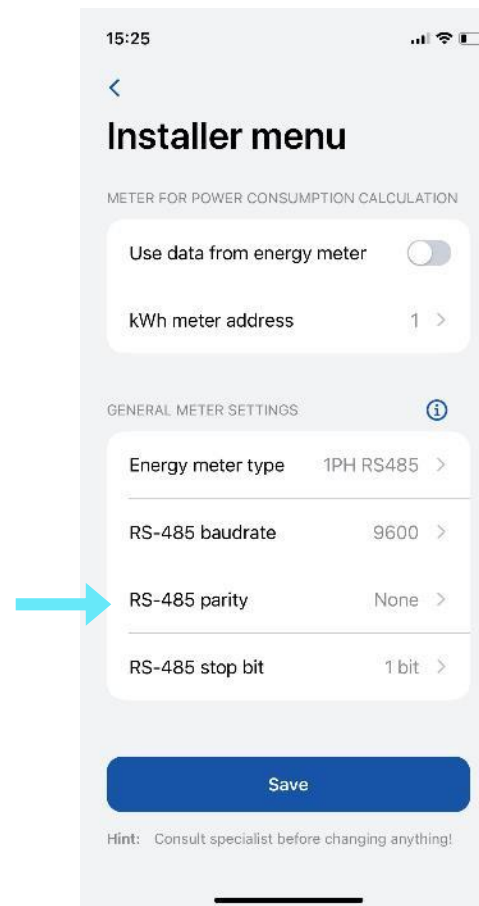 15:25
Installer menu
METER FOR POWER CONSUMPTION CALCULATION
Use data from energy meter
kWh meter address 1 >
GENERAL METER SETTINGS
Energy meter type 1PH RS485 >
RS-485 baudrate 9600 >
RS-485 parity None >
RS-485 stop bit 1 bit >
Save
Hint: Consult specialist before changing anything!